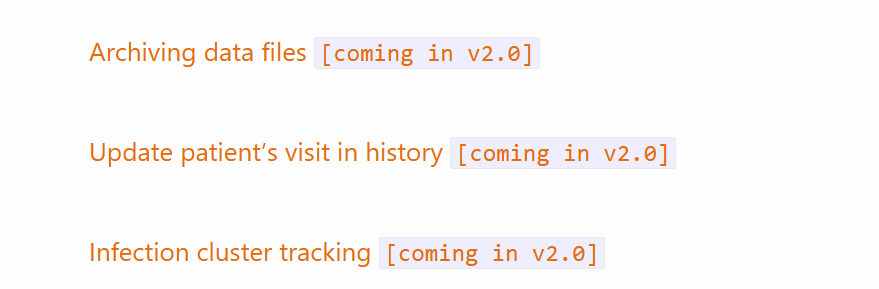 Archiving data files [coming in v2.0]
Update patient’s visit in history [coming in v2.0]
Infection cluster tracking [coming in v2.0]